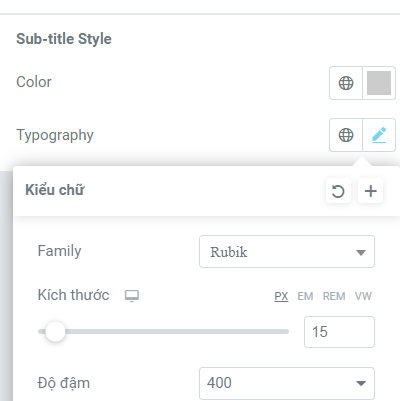 Sub-title Style
Color
Typography
Kiểu chữ
Family Rubik
Kích thước PX EM REM VW
15
Độ đậm 400